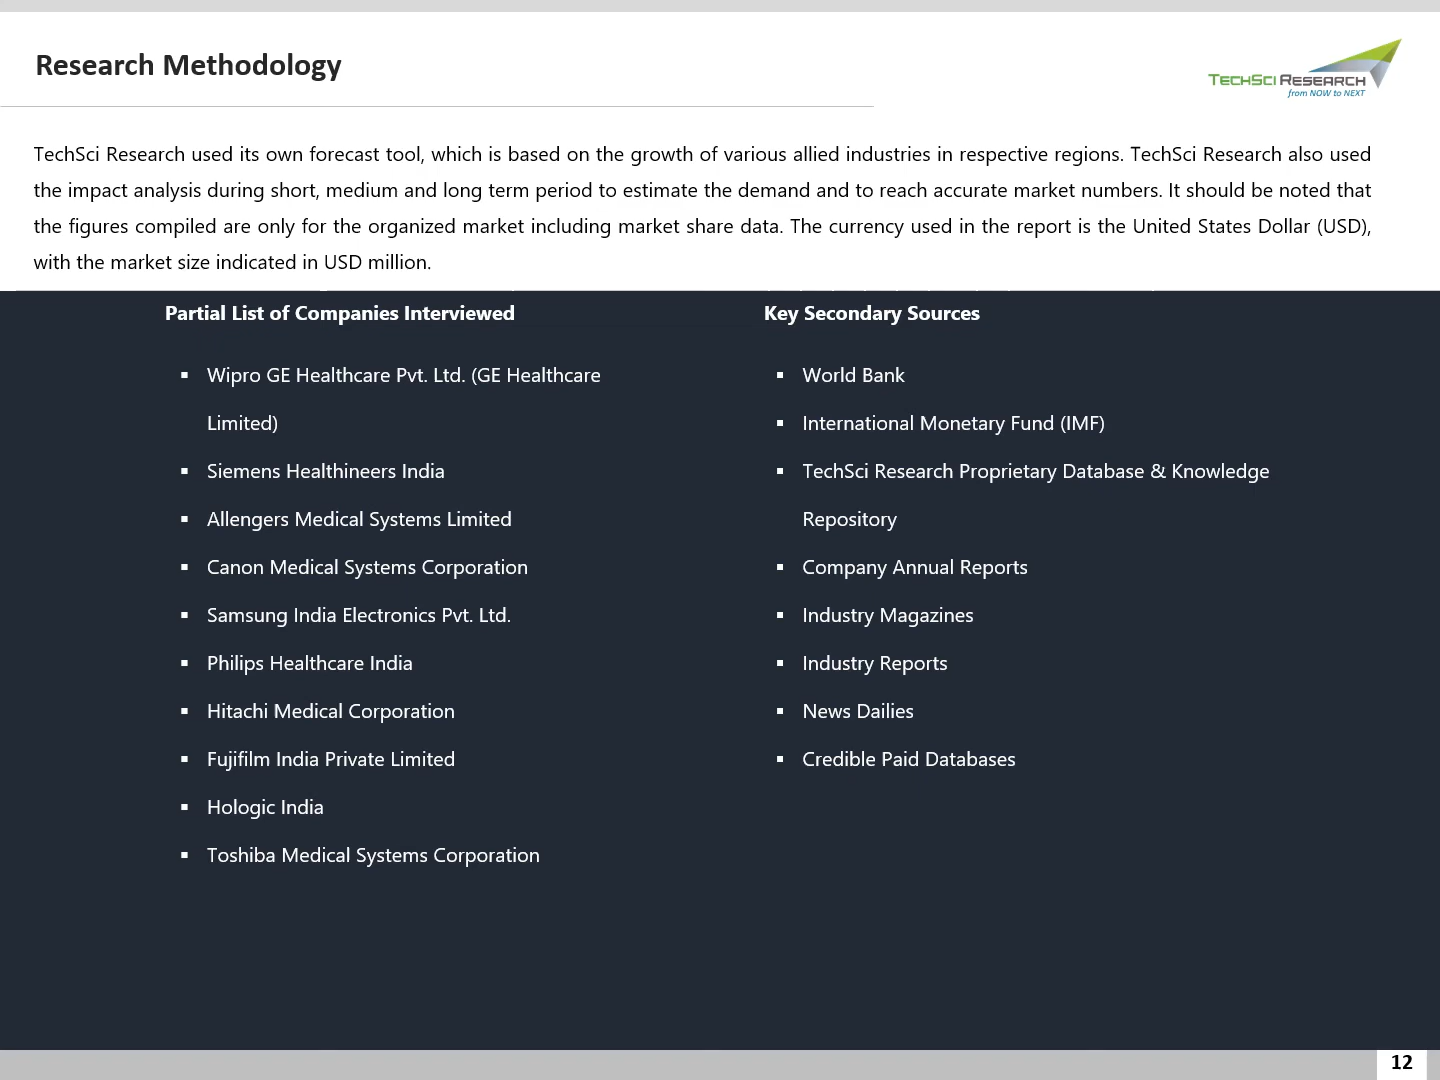 Research Methodology
TECHSCI RESEARCH
from NOW to NEXT
TechSci Research used its own forecast tool, which is based on the growth of various allied industries in respective regions. TechSci Research also used
the impact analysis during short, medium and long term period to estimate the demand and to reach accurate market numbers. It should be noted that
the figures compiled are only for the organized market including market share data. The currency used in the report is the United States Dollar (USD),
with the market size indicated in USD million.
Partial List of Companies Interviewed
▪ Wipro GE Healthcare Pvt. Ltd. (GE Healthcare
Limited)
▪ Siemens Healthineers India
▪ Allengers Medical Systems Limited
▪ Canon Medical Systems Corporation
▪ Samsung India Electronics Pvt. Ltd.
▪ Philips Healthcare India
▪ Hitachi Medical Corporation
▪ Fujifilm India Private Limited
▪ Hologic India
▪ Toshiba Medical Systems Corporation
Key Secondary Sources
▪ World Bank
▪ International Monetary Fund (IMF)
▪ TechSci Research Proprietary Database & Knowledge
Repository
▪ Company Annual Reports
▪ Industry Magazines
▪ Industry Reports
▪ News Dailies
▪ Credible Paid Databases
12